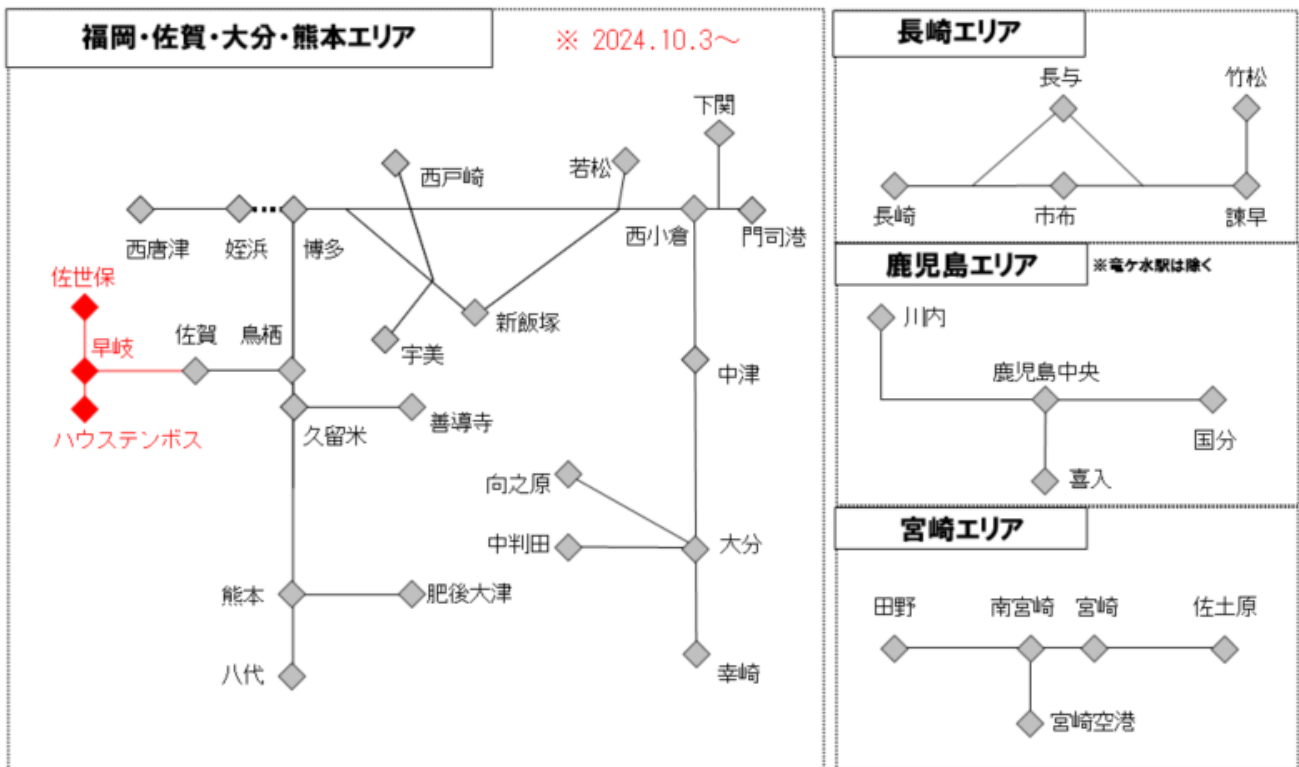 福岡・佐賀・大分・熊本エリア
※ 2024.10.3～
下関
西戸崎
若松
西唐津
姪浜
博多
西小倉
門司港
佐世保
新飯塚
佐賀
鳥栖
宇美
早岐
中津
ハウステンボス
久留米
善導寺
向之原
中判田
大分
熊本
肥後大津
八代
幸崎
長崎エリア
長与
竹松
長崎
市布
諫早
鹿児島エリア
※竜ケ水駅は除く
川内
鹿児島中央
国分
喜入
宮崎エリア
田野
南宮崎
宮崎
佐土原
宮崎空港